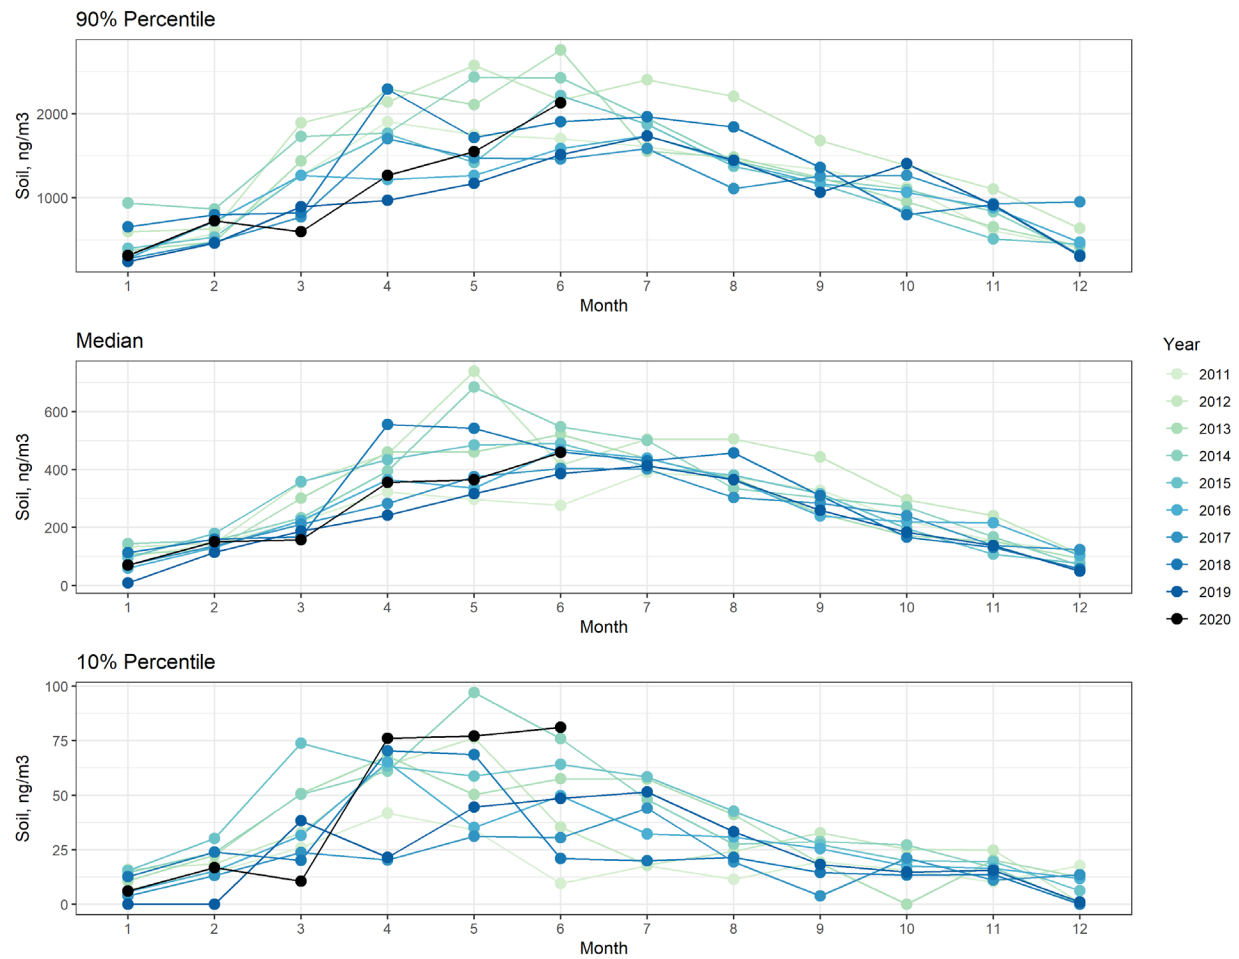 90% Percentile
2000
1000
Soil, ng/m3
1 2 3 4 5 6 7 8 9 10 11 12
Month
Median
600
400
200
0
Soil, ng/m3
1 2 3 4 5 6 7 8 9 10 11 12
Month
10% Percentile
100
75
50
25
0
Soil, ng/m3
1 2 3 4 5 6 7 8 9 10 11 12
Month
Year
2011
2012
2013
2014
2015
2016
2017
2018
2019
2020